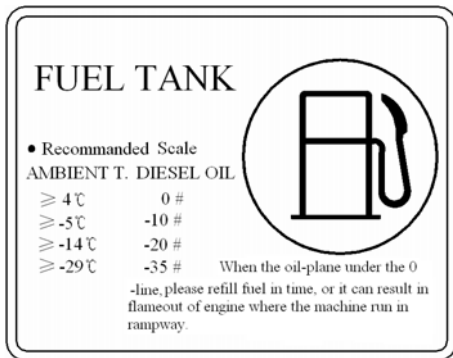 FUEL TANK
• Recommanded Scale
AMBIENT T. DIESEL OIL
≥ 4℃ 0 #
≥ -5℃ -10 #
≥ -14℃ -20 #
≥ -29℃ -35 #
When the oil-plane under the 0
-line, please refill fuel in time, or it can result in
flameout of engine where the machine run in
rampway.